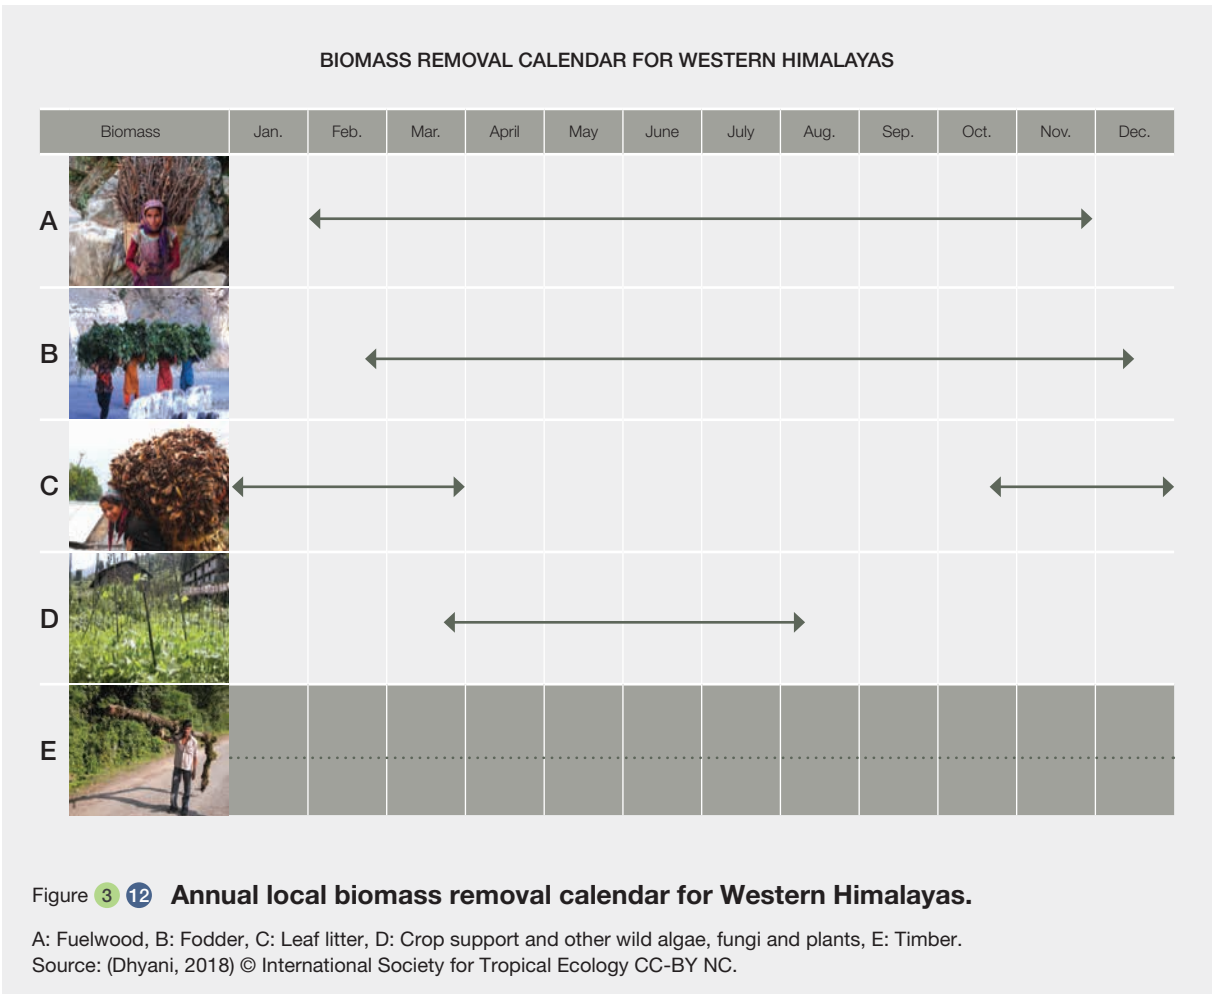 BIOMASS REMOVAL CALENDAR FOR WESTERN HIMALAYAS
Biomass Jan. Feb. Mar. April May June July Aug. Sep. Oct. Nov. Dec.
A
B
C
D
E
Figure 3 12 Annual local biomass removal calendar for Western Himalayas.
A: Fuelwood, B: Fodder, C: Leaf litter, D: Crop support and other wild algae, fungi and plants, E: Timber.
Source: (Dhyani, 2018) © International Society for Tropical Ecology CC-BY NC.